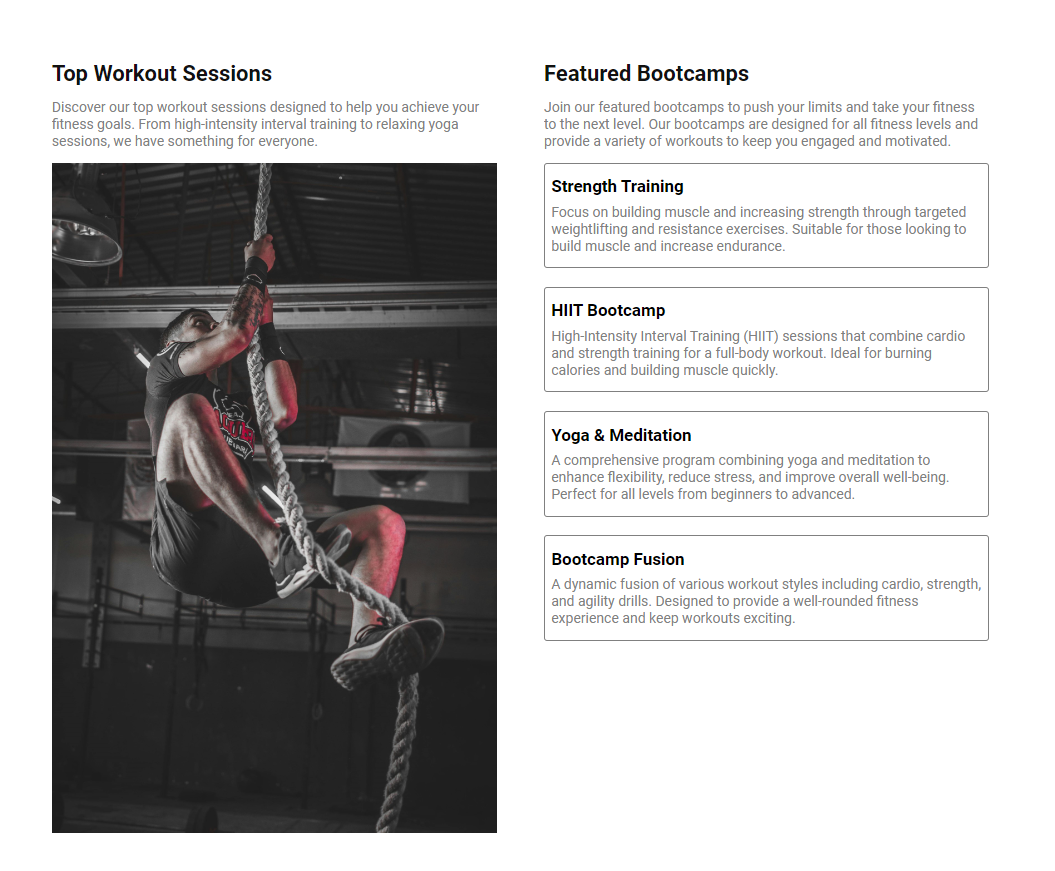 Top Workout Sessions
Discover our top workout sessions designed to help you achieve your
fitness goals. From high-intensity interval training to relaxing yoga
sessions, we have something for everyone.
Featured Bootcamps
Join our featured bootcamps to push your limits and take your fitness
to the next level. Our bootcamps are designed for all fitness levels and
provide a variety of workouts to keep you engaged and motivated.
Strength Training
Focus on building muscle and increasing strength through targeted
weightlifting and resistance exercises. Suitable for those looking to
build muscle and increase endurance.
HIIT Bootcamp
High-Intensity Interval Training (HIIT) sessions that combine cardio
and strength training for a full-body workout. Ideal for burning
calories and building muscle quickly.
Yoga & Meditation
A comprehensive program combining yoga and meditation to
enhance flexibility, reduce stress, and improve overall well-being.
Perfect for all levels from beginners to advanced.
Bootcamp Fusion
A dynamic fusion of various workout styles including cardio, strength,
and agility drills. Designed to provide a well-rounded fitness
experience and keep workouts exciting.